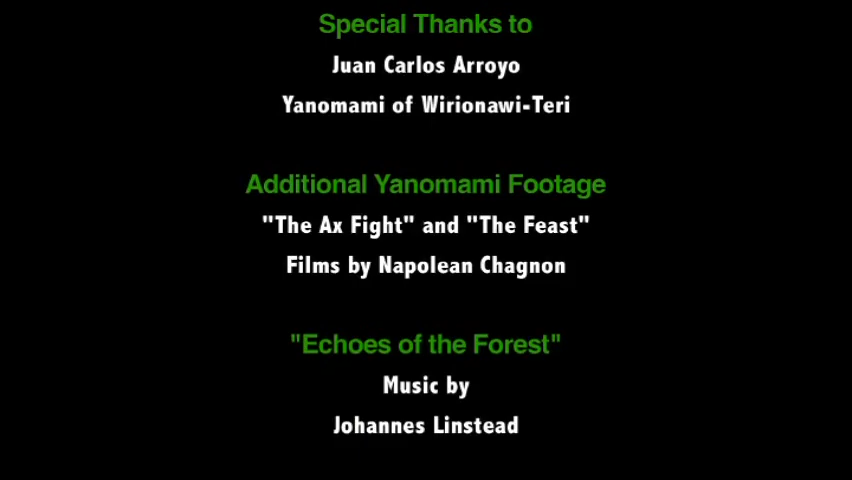 Special Thanks to
Juan Carlos Arroyo
Yanomami of Wirionawi-Teri
Additional Yanomami Footage
"The Ax Fight" and "The Feast"
Films by Napolean Chagnon
"Echoes of the Forest"
Music by
Johannes Linstead